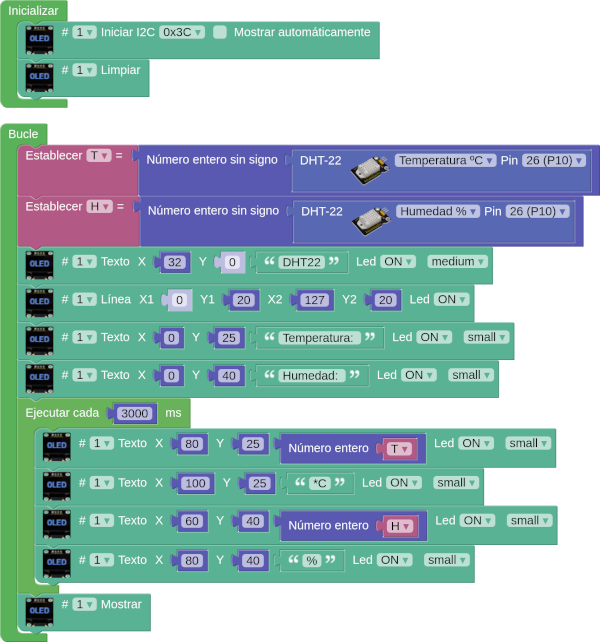 Inicializar
OLED # 1 Iniciar I2C 0x3C Mostrar automáticamente
OLED # 1 Limpiar
Bucle
Establecer T = Número entero sin signo DHT-22 Temperatura ºC Pin 26 (P10)
Establecer H = Número entero sin signo DHT-22 Humedad % Pin 26 (P10)
OLED # 1 Texto X 32 Y 0 “ DHT22 ” Led ON medium
OLED # 1 Línea X1 0 Y1 20 X2 127 Y2 20 Led ON
OLED # 1 Texto X 0 Y 25 “ Temperatura: ” Led ON small
OLED # 1 Texto X 0 Y 40 “ Humedad: ” Led ON small
Ejecutar cada 3000 ms
OLED # 1 Texto X 80 Y 25 Número entero T Led ON small
OLED # 1 Texto X 100 Y 25 “ *C ” Led ON small
OLED # 1 Texto X 60 Y 40 Número entero H Led ON small
OLED # 1 Texto X 80 Y 40 “ % ” Led ON small
OLED # 1 Mostrar